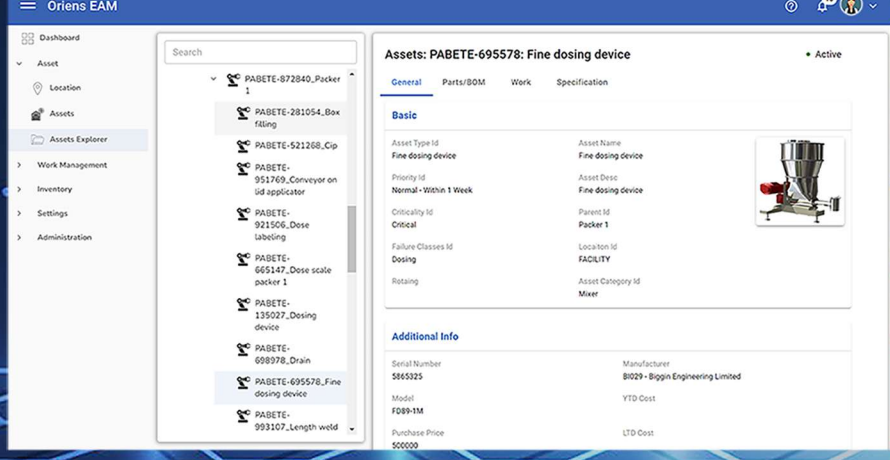 Oriens EAM
Dashboard
Asset
Location
Assets
Assets Explorer
Work Management
Inventory
Settings
Administration
Search
PABETE-872840_Packer
1
PABETE-281054_Box
filling
PABETE-521268_Cip
PABETE-
951769_Conveyor on
lid applicator
PABETE-
921506_Dose
labeling
PABETE-
665147_Dose scale
packer 1
PABETE-
135027_Dosing
device
PABETE-
698978_Drain
PABETE-695578_Fine
dosing device
PABETE-
993107_Length weld
Assets: PABETE-695578: Fine dosing device
Active
General Parts/BOM Work Specification
Basic
Asset Type Id Asset Name
Fine dosing device Fine dosing device
Priority Id Asset Desc
Normal - Within 1 Week Fine dosing device
Criticality Id Parent Id
Critical Packer 1
Failure Classes Id Locaiton Id
Dosing FACILITY
Rotaing Asset Category Id
Mixer
Additional Info
Serial Number Manufacturer
5865325 BI029 - Biggin Engineering Limited
Model YTD Cost
FD89-1M
Purchase Price LTD Cost
500000